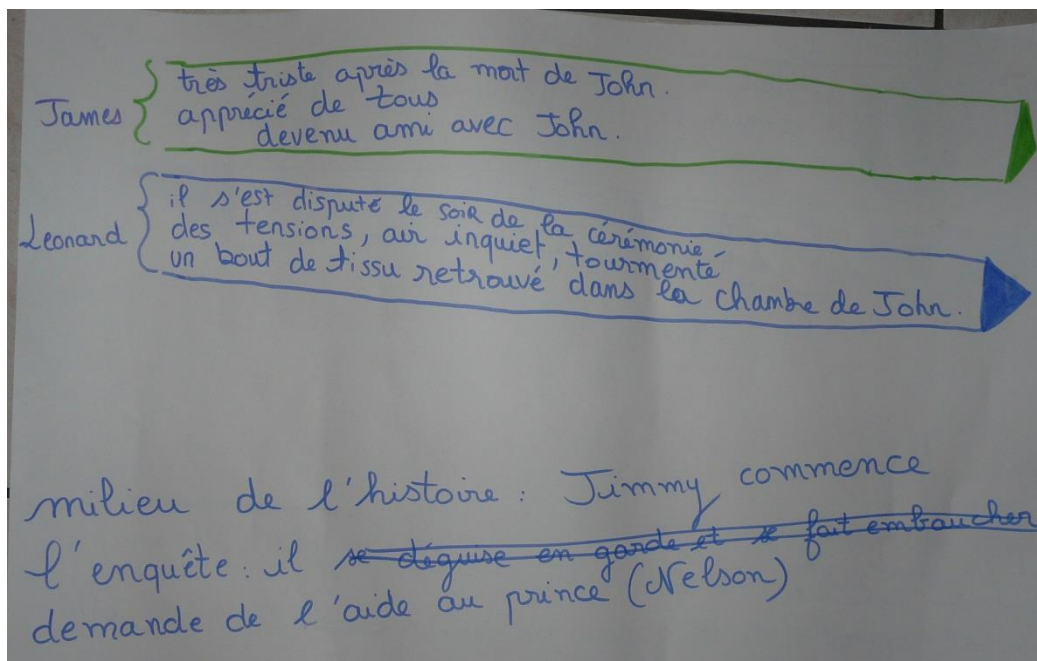 James { très triste après la mort de John.
apprécié de tous
devenu ami avec John.
Leonard { il s'est disputé le soir de la cérémonie
des tensions, air inquiet, tourmenté
un bout de tissu retrouvé dans la chambre de John.
milieu de l'histoire : Jimmy commence
l'enquête : il se déguise en garde et se fait embaucher
demande de l'aide au prince (Nelson)